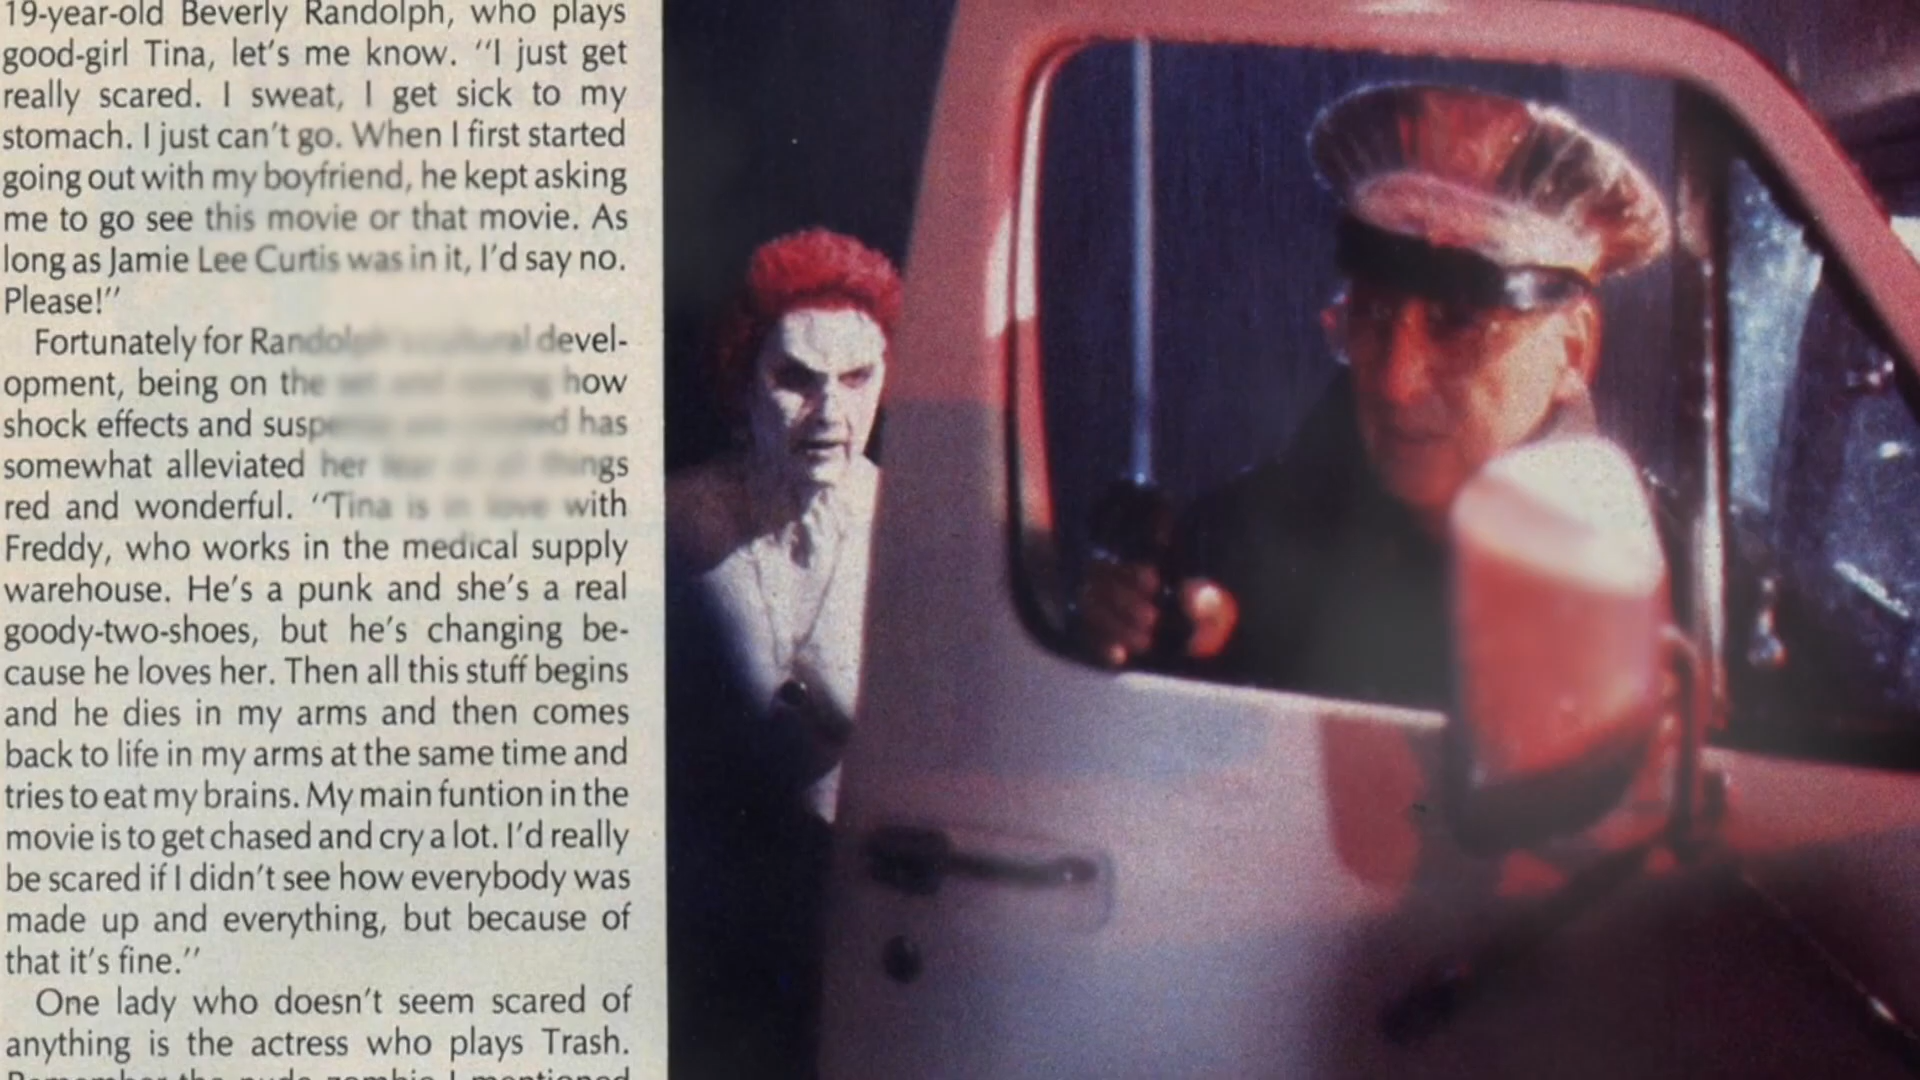 19-year-old Beverly Randolph, who plays
good-girl Tina, let's me know. "I just get
really scared. I sweat, I get sick to my
stomach. I just can't go. When I first started
going out with my boyfriend, he kept asking
me to go see this movie or that movie. As
long as Jamie Lee Curtis was in it, I'd say no.
Please!"
Fortunately for devel-
opment, being on the how
shock effects and has
somewhat alleviated her
red and wonderful. "Tina is in love with
Freddy, who works in the medical supply
warehouse. He's a punk and she's a real
goody-two-shoes, but he's changing be-
cause he loves her. Then all this stuff begins
and he dies in my arms and then comes
back to life in my arms at the same time and
tries to eat my brains. My main funtion in the
movie is to get chased and cry a lot. I'd really
be scared if I didn't see how everybody was
made up and everything, but because of
that it's fine."
One lady who doesn't seem scared of
anything is the actress who plays Trash.